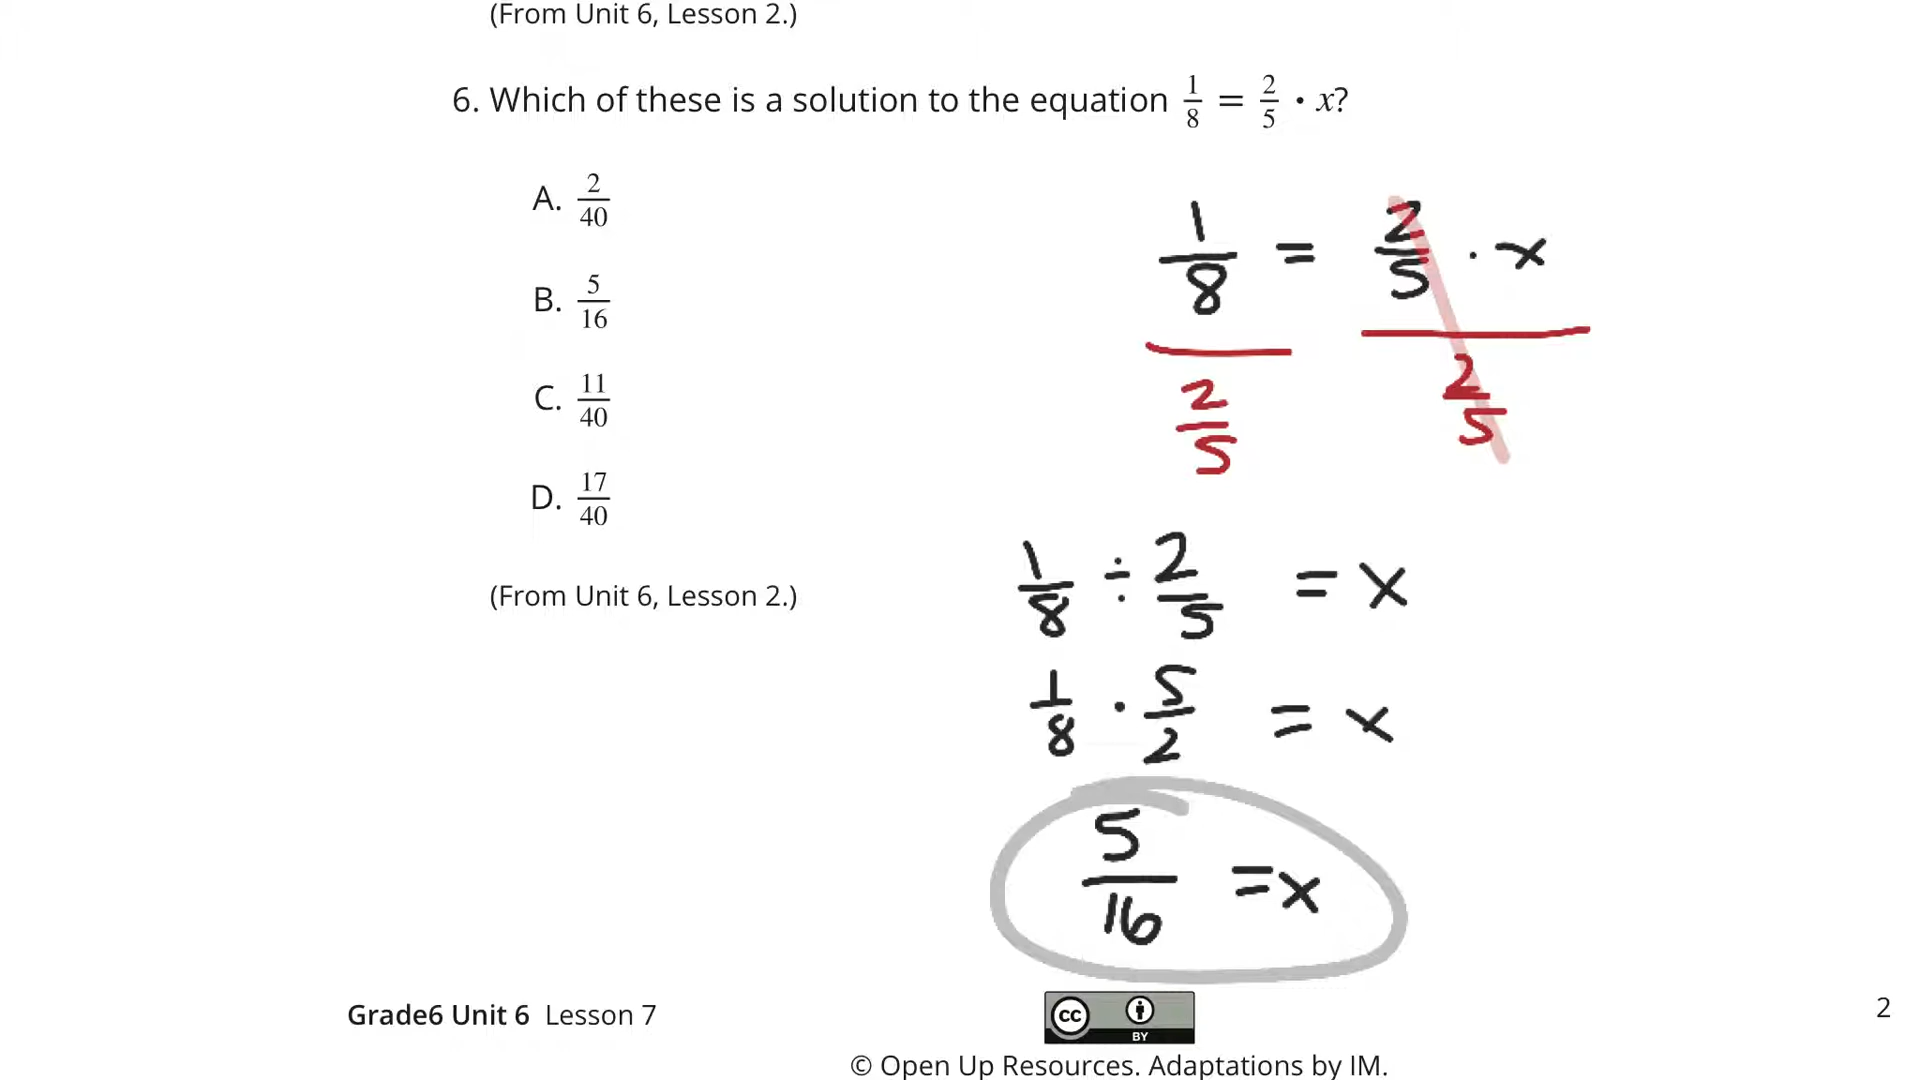 (From Unit 6, Lesson 2.)
6. Which of these is a solution to the equation 1/8 = 2/5 · x?
A. 2/40
B. 5/16
C. 11/40
D. 17/40
(From Unit 6, Lesson 2.)
1/8 = 2/5 · x
2/5 2/5
1/8 ÷ 2/5 = x
1/8 · 5/2 = x
5/16 = x
Grade6 Unit 6 Lesson 7
cc BY
2
© Open Up Resources. Adaptations by IM.